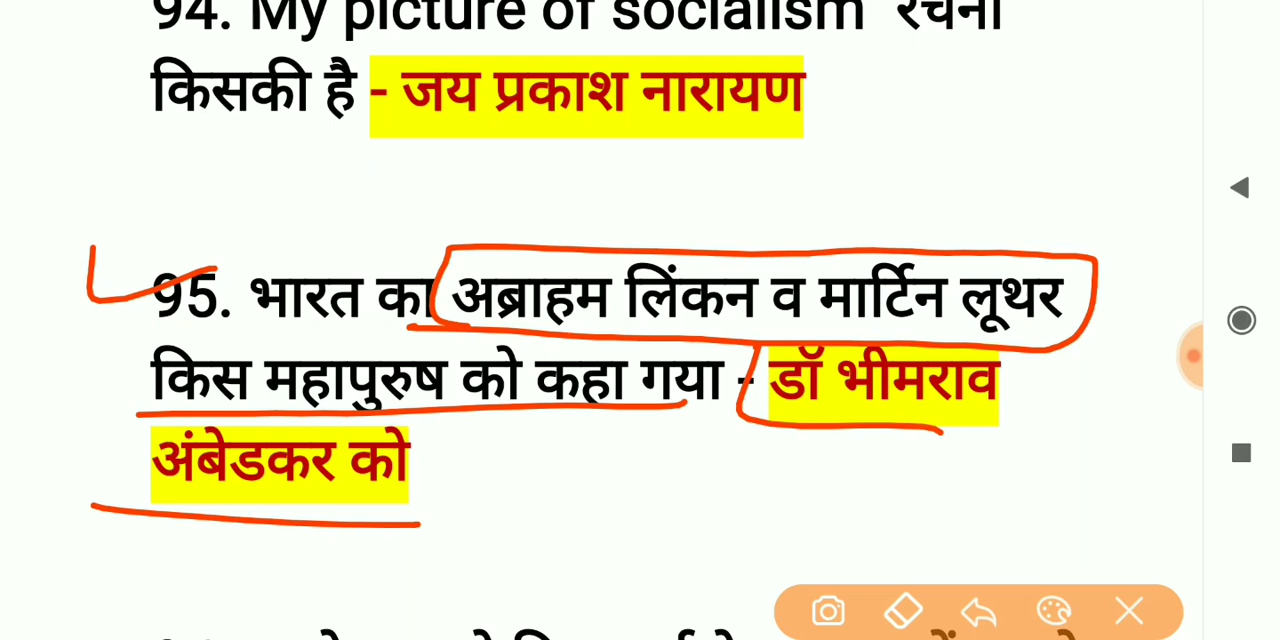 94. My picture of socialism रचना
किसकी है - जय प्रकाश नारायण
95. भारत का अब्राहम लिंकन व मार्टिन लूथर
किस महापुरुष को कहा गया - डॉ भीमराव
अंबेडकर को